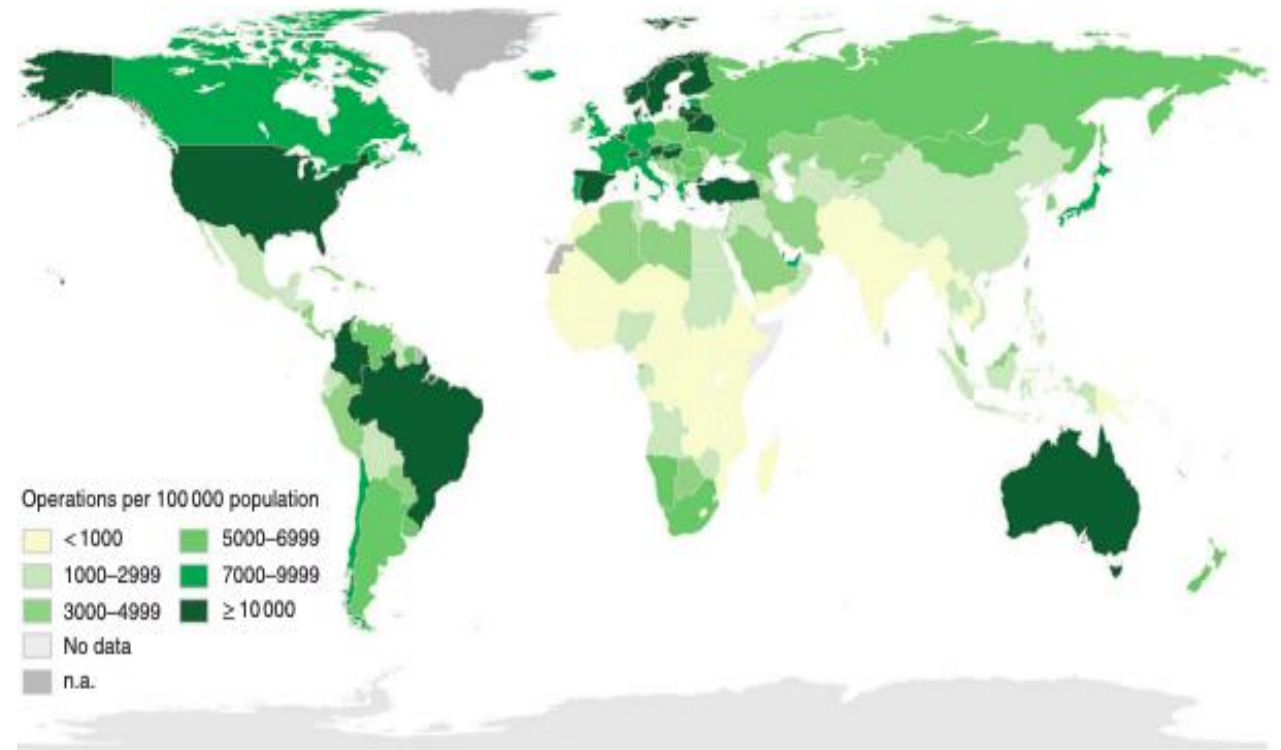 Operations per 100 000 population
< 1000
5000–6999
1000–2999
7000–9999
3000–4999
≥ 10 000
No data
n.a.